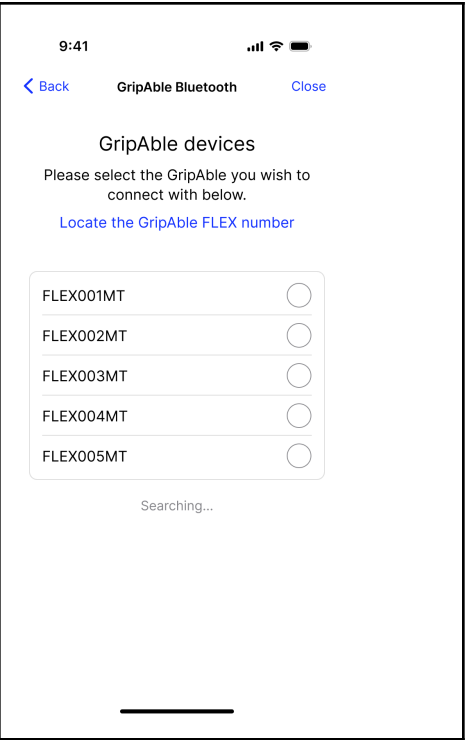 9:41
Back
GripAble Bluetooth
Close
GripAble devices
Please select the GripAble you wish to
connect with below.
Locate the GripAble FLEX number
FLEX001MT
FLEX002MT
FLEX003MT
FLEX004MT
FLEX005MT
Searching...